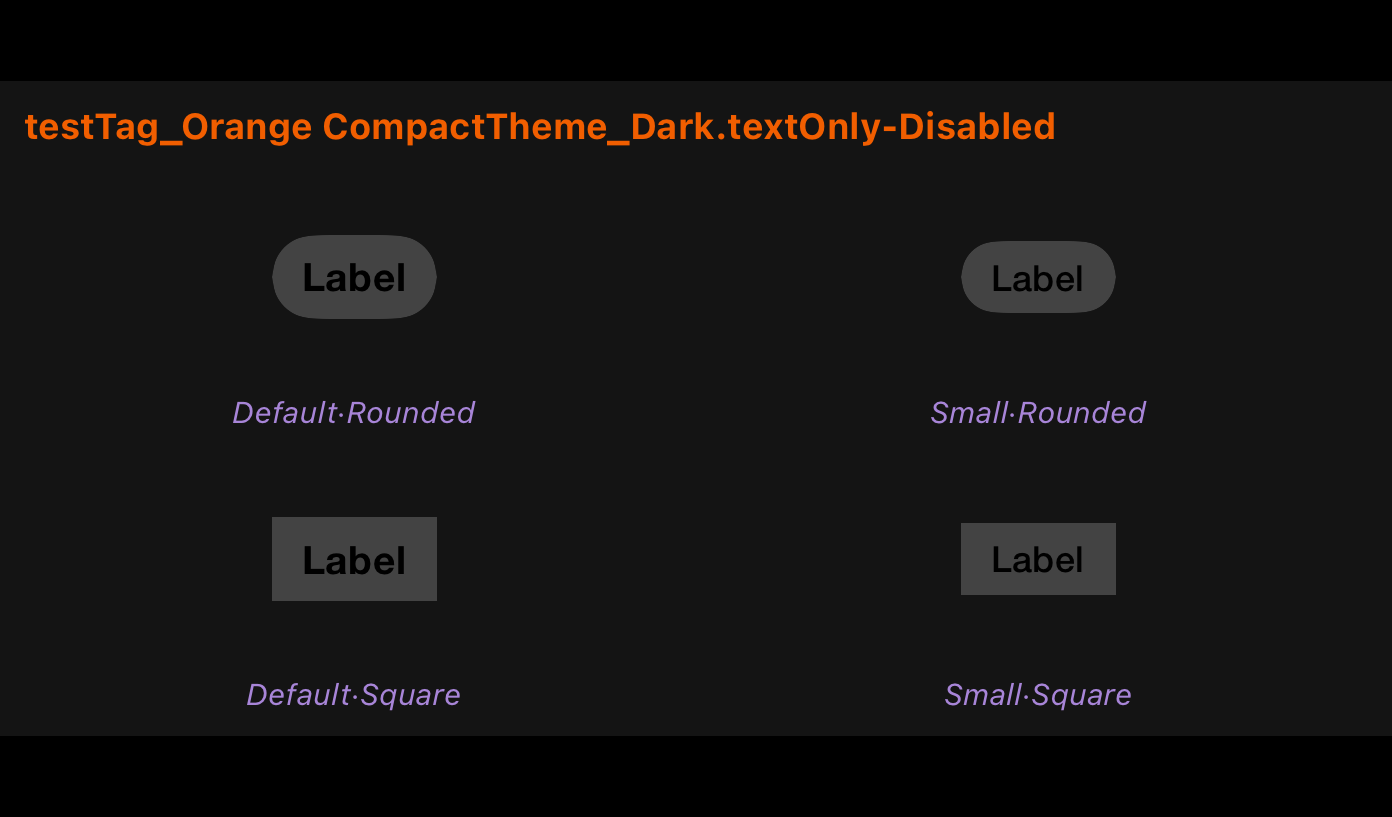 testTag_Orange CompactTheme_Dark.textOnly-Disabled
Label
Label
Default·Rounded
Small·Rounded
Label
Label
Default·Square
Small·Square